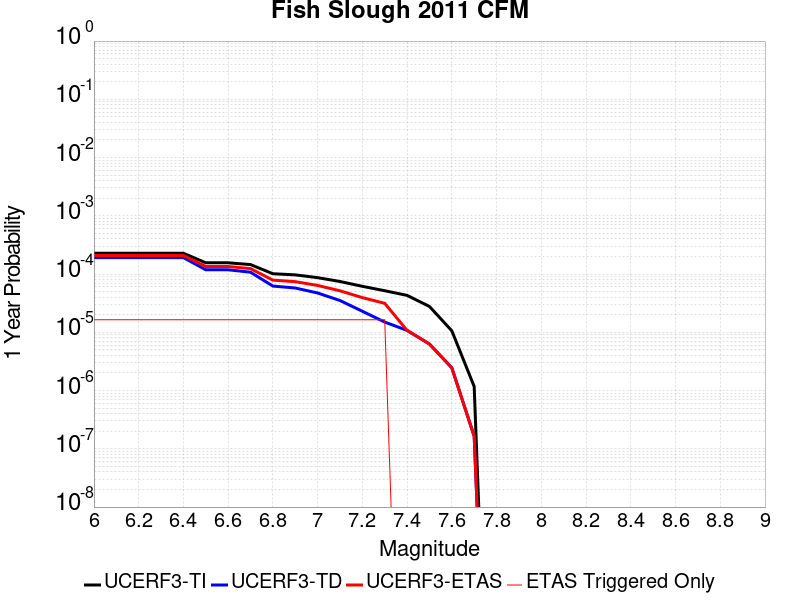 Fish Slough 2011 CFM
10^0
10^-1
10^-2
10^-3
10^-4
10^-5
10^-6
10^-7
10^-8
1 Year Probability
6 6.2 6.4 6.6 6.8 7 7.2 7.4 7.6 7.8 8 8.2 8.4 8.6 8.8 9
Magnitude
UCERF3-TI UCERF3-TD UCERF3-ETAS ETAS Triggered Only